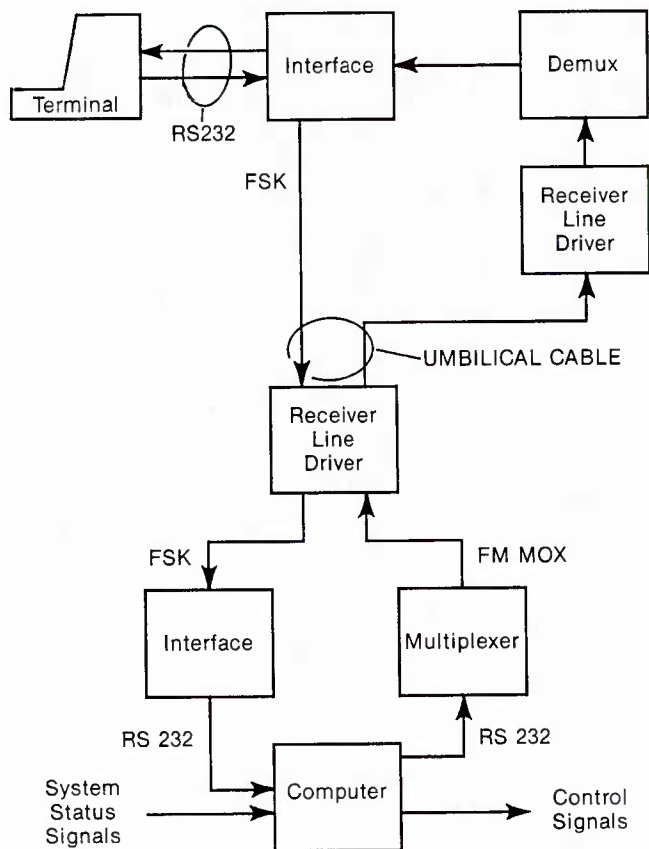 Terminal
RS232
Interface
Demux
FSK
Receiver
Line
Driver
UMBILICAL CABLE
Receiver
Line
Driver
FSK
FM MOX
Interface
Multiplexer
RS 232
RS 232
System
Status
Signals
Computer
Control
Signals